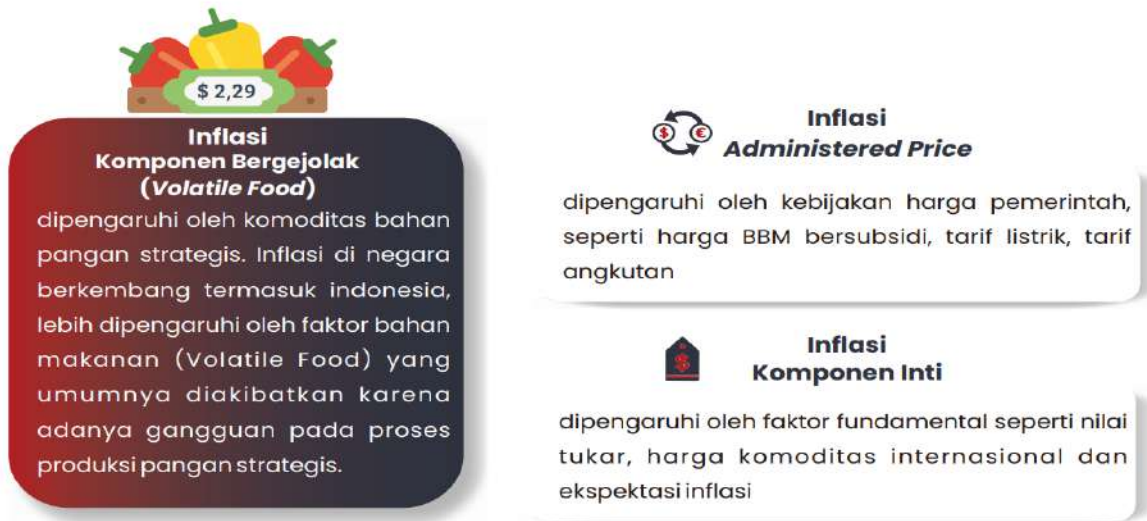 $ 2,29
Inflasi
Komponen Bergejolak
(Volatile Food)
dipengaruhi oleh komoditas bahan
pangan strategis. Inflasi di negara
berkembang termasuk indonesia,
lebih dipengaruhi oleh faktor bahan
makanan (Volatile Food) yang
umumnya diakibatkan karena
adanya gangguan pada proses
produksi pangan strategis.
$ €
Inflasi
Administered Price
dipengaruhi oleh kebijakan harga pemerintah,
seperti harga BBM bersubsidi, tarif listrik, tarif
angkutan
$
Inflasi
Komponen Inti
dipengaruhi oleh faktor fundamental seperti nilai
tukar, harga komoditas internasional dan
ekspektasi inflasi